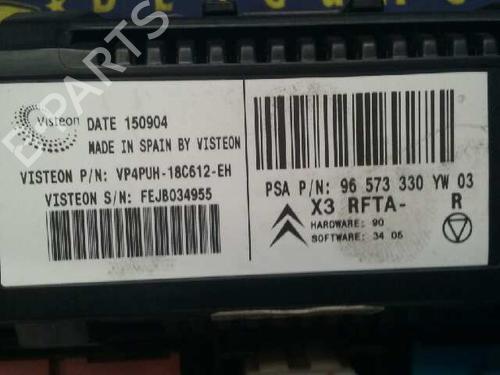 Visteon
DATE 150904
MADE IN SPAIN BY VISTEON
VISTEON P/N: VP4PUH-18C612-EH
VISTEON S/N: FEJB034955
PSA P/N: 96 573 330 YW 03
X3 RFTA- R
HARDWARE: 90
SOFTWARE: 34 05
B-PARTS